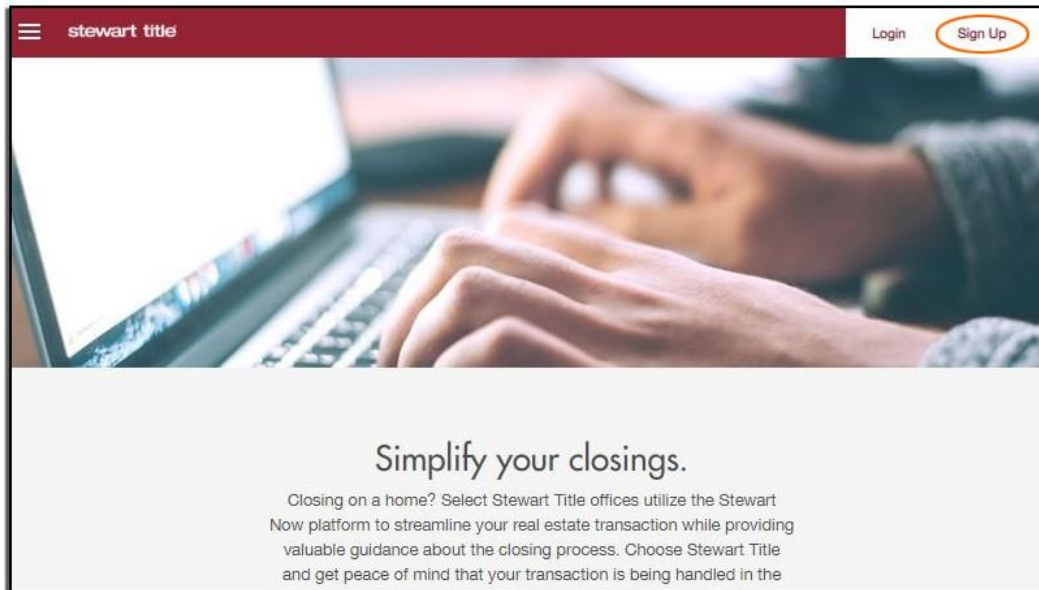 stewart title
Login
Sign Up
Simplify your closings.
Closing on a home? Select Stewart Title offices utilize the Stewart
Now platform to streamline your real estate transaction while providing
valuable guidance about the closing process. Choose Stewart Title
and get peace of mind that your transaction is being handled in the